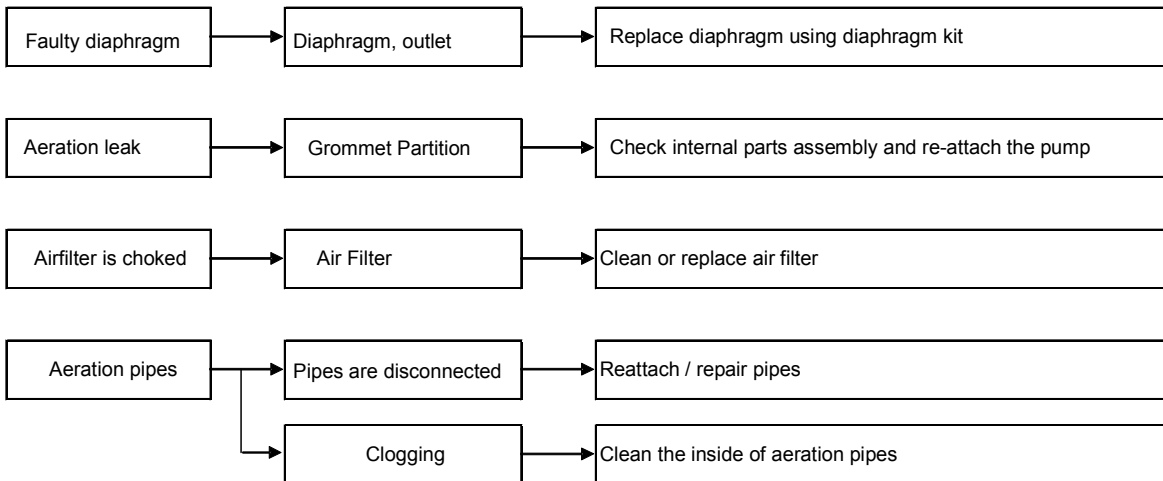 Faulty diaphragm
Diaphragm, outlet
Replace diaphragm using diaphragm kit
Aeration leak
Grommet Partition
Check internal parts assembly and re-attach the pump
Airfilter is choked
Air Filter
Clean or replace air filter
Aeration pipes
Pipes are disconnected
Reattach / repair pipes
Clogging
Clean the inside of aeration pipes